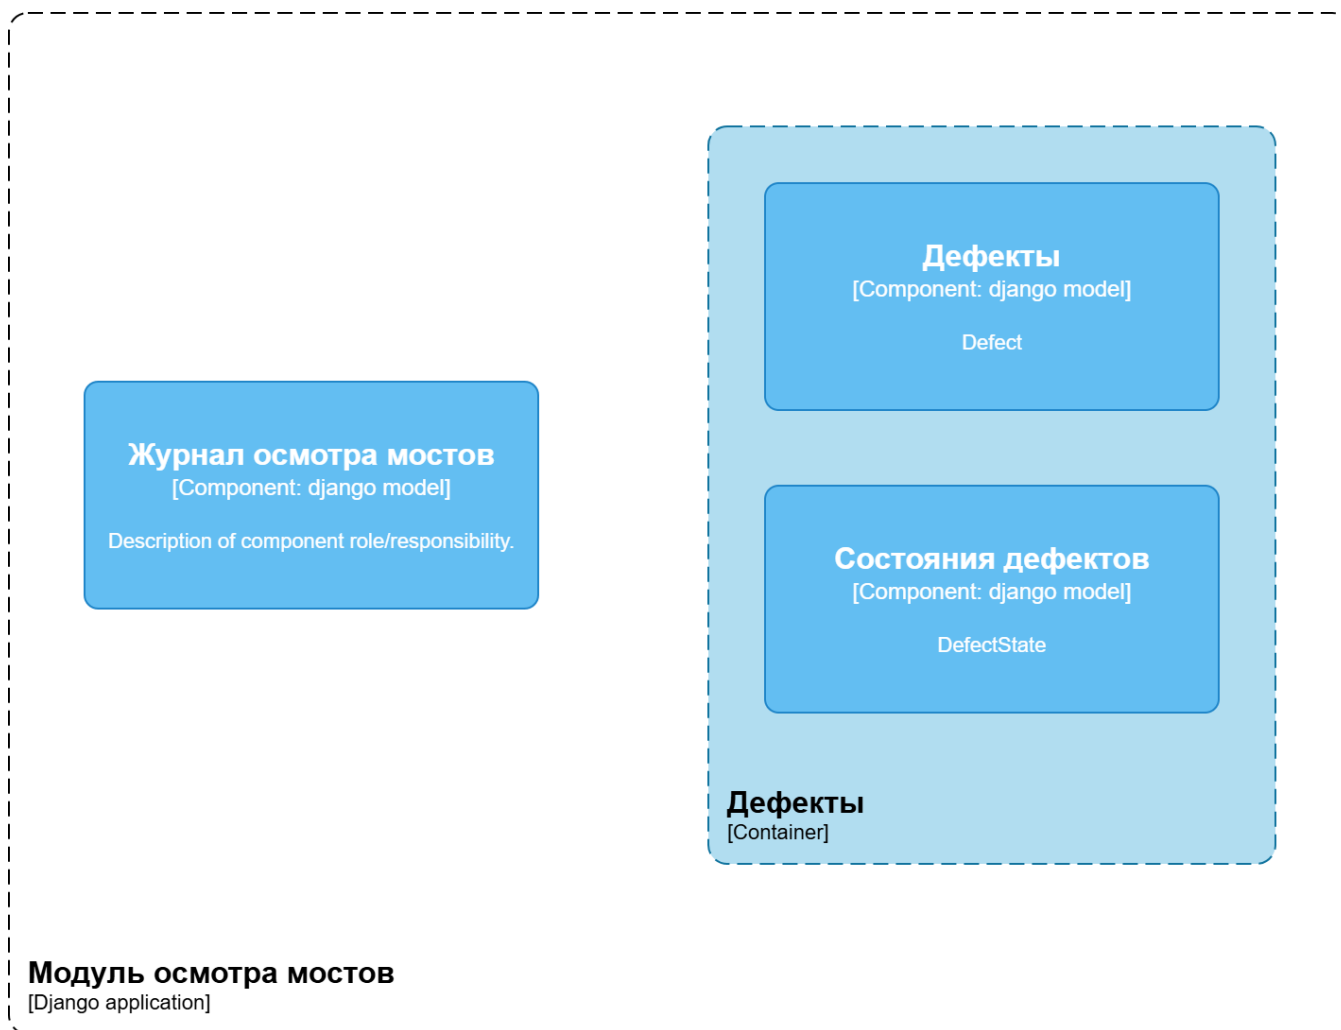 Дефекты
[Component: django model]
Defect
Журнал осмотра мостов
[Component: django model]
Description of component role/responsibility.
Состояния дефектов
[Component: django model]
DefectState
Дефекты
[Container]
Модуль осмотра мостов
[Django application]